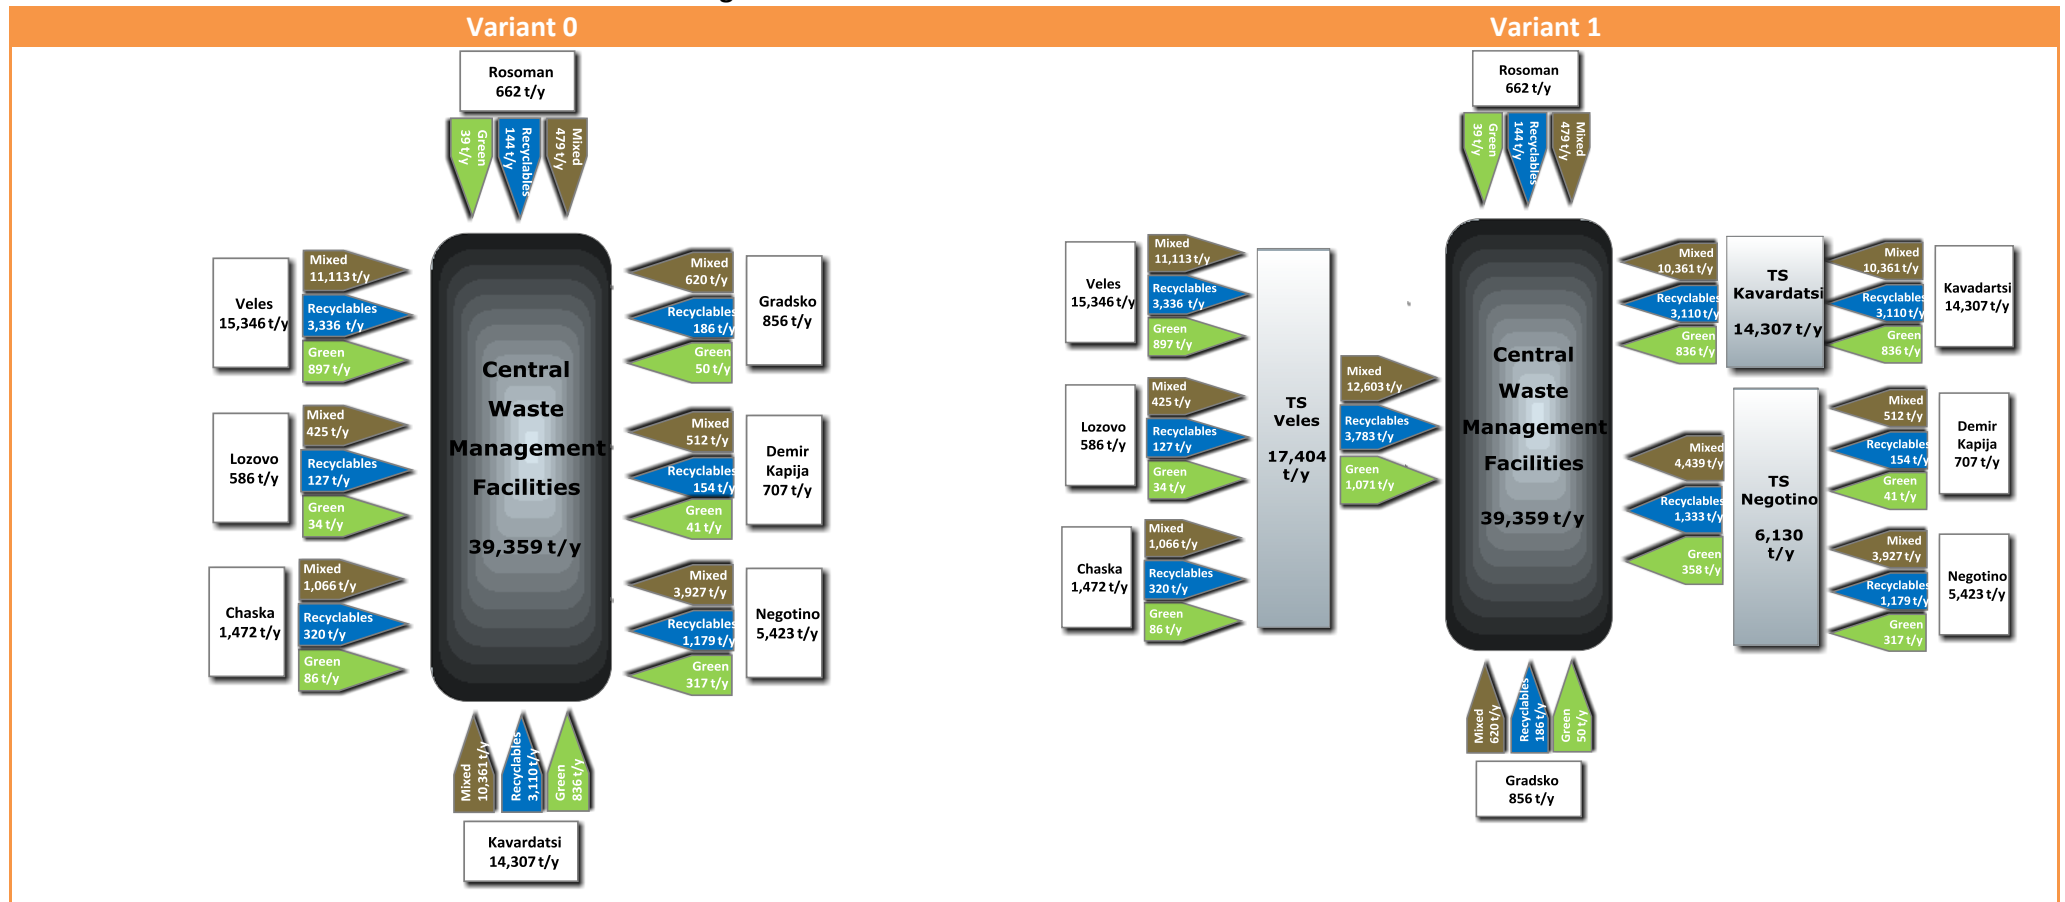 Variant 0
Rosoman
662 t/y
Green
39 t/y
Recyclables
144 t/y
Mixed
479 t/y
Veles
15,346 t/y
Mixed
11,113 t/y
Recyclables
3,336 t/y
Green
897 t/y
Lozovo
586 t/y
Mixed
425 t/y
Recyclables
127 t/y
Green
34 t/y
Chaska
1,472 t/y
Mixed
1,066 t/y
Recyclables
320 t/y
Green
86 t/y
Central
Waste
Management
Facilities
39,359 t/y
Mixed
620 t/y
Recyclables
186 t/y
Green
50 t/y
Gradsko
856 t/y
Mixed
512 t/y
Recyclables
154 t/y
Green
41 t/y
Demir
Kapija
707 t/y
Mixed
3,927 t/y
Recyclables
1,179 t/y
Green
317 t/y
Negotino
5,423 t/y
Mixed
10,361 t/y
Recyclables
3,110 t/y
Green
836 t/y
Kavardatsi
14,307 t/y
Variant 1
Rosoman
662 t/y
Green
39 t/y
Recyclables
144 t/y
Mixed
479 t/y
Veles
15,346 t/y
Mixed
11,113 t/y
Recyclables
3,336 t/y
Green
897 t/y
Lozovo
586 t/y
Mixed
425 t/y
Recyclables
127 t/y
Green
34 t/y
Chaska
1,472 t/y
Mixed
1,066 t/y
Recyclables
320 t/y
Green
86 t/y
TS
Veles
17,404
t/y
Mixed
12,603 t/y
Recyclables
3,783 t/y
Green
1,071 t/y
Central
Waste
Management
Facilities
39,359 t/y
Mixed
10,361 t/y
Recyclables
3,110 t/y
Green
836 t/y
TS
Kavardatsi
14,307 t/y
Mixed
10,361 t/y
Recyclables
3,110 t/y
Green
836 t/y
Kavadartsi
14,307 t/y
Mixed
4,439 t/y
Recyclables
1,333 t/y
Green
358 t/y
TS
Negotino
6,130
t/y
Mixed
512 t/y
Recyclables
154 t/y
Green
41 t/y
Demir
Kapija
707 t/y
Mixed
3,927 t/y
Recyclables
1,179 t/y
Green
317 t/y
Negotino
5,423 t/y
Mixed
620 t/y
Recyclables
186 t/y
Green
50 t/y
Gradsko
856 t/y